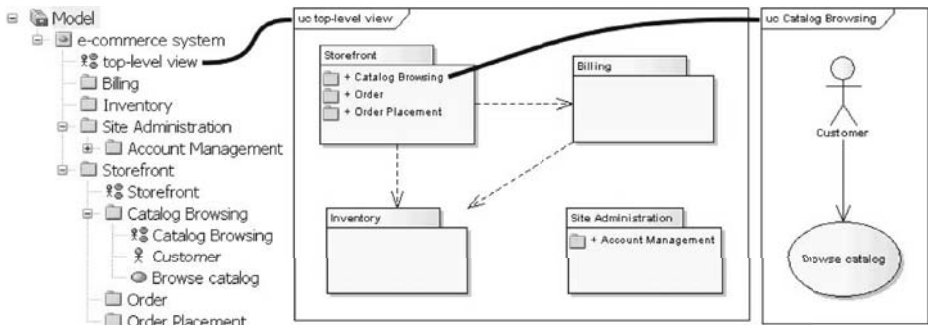 Model
e-commerce system
top-level view
Billing
Inventory
Site Administration
Account Management
Storefront
Storefront
Catalog Browsing
Catalog Browsing
Customer
Browse catalog
Order
Order Placement
uc top-level view
Storefront
+ Catalog Browsing
+ Order
+ Order Placement
Billing
Inventory
Site Administration
+ Account Management
uc Catalog Browsing
Customer
Browse catalog